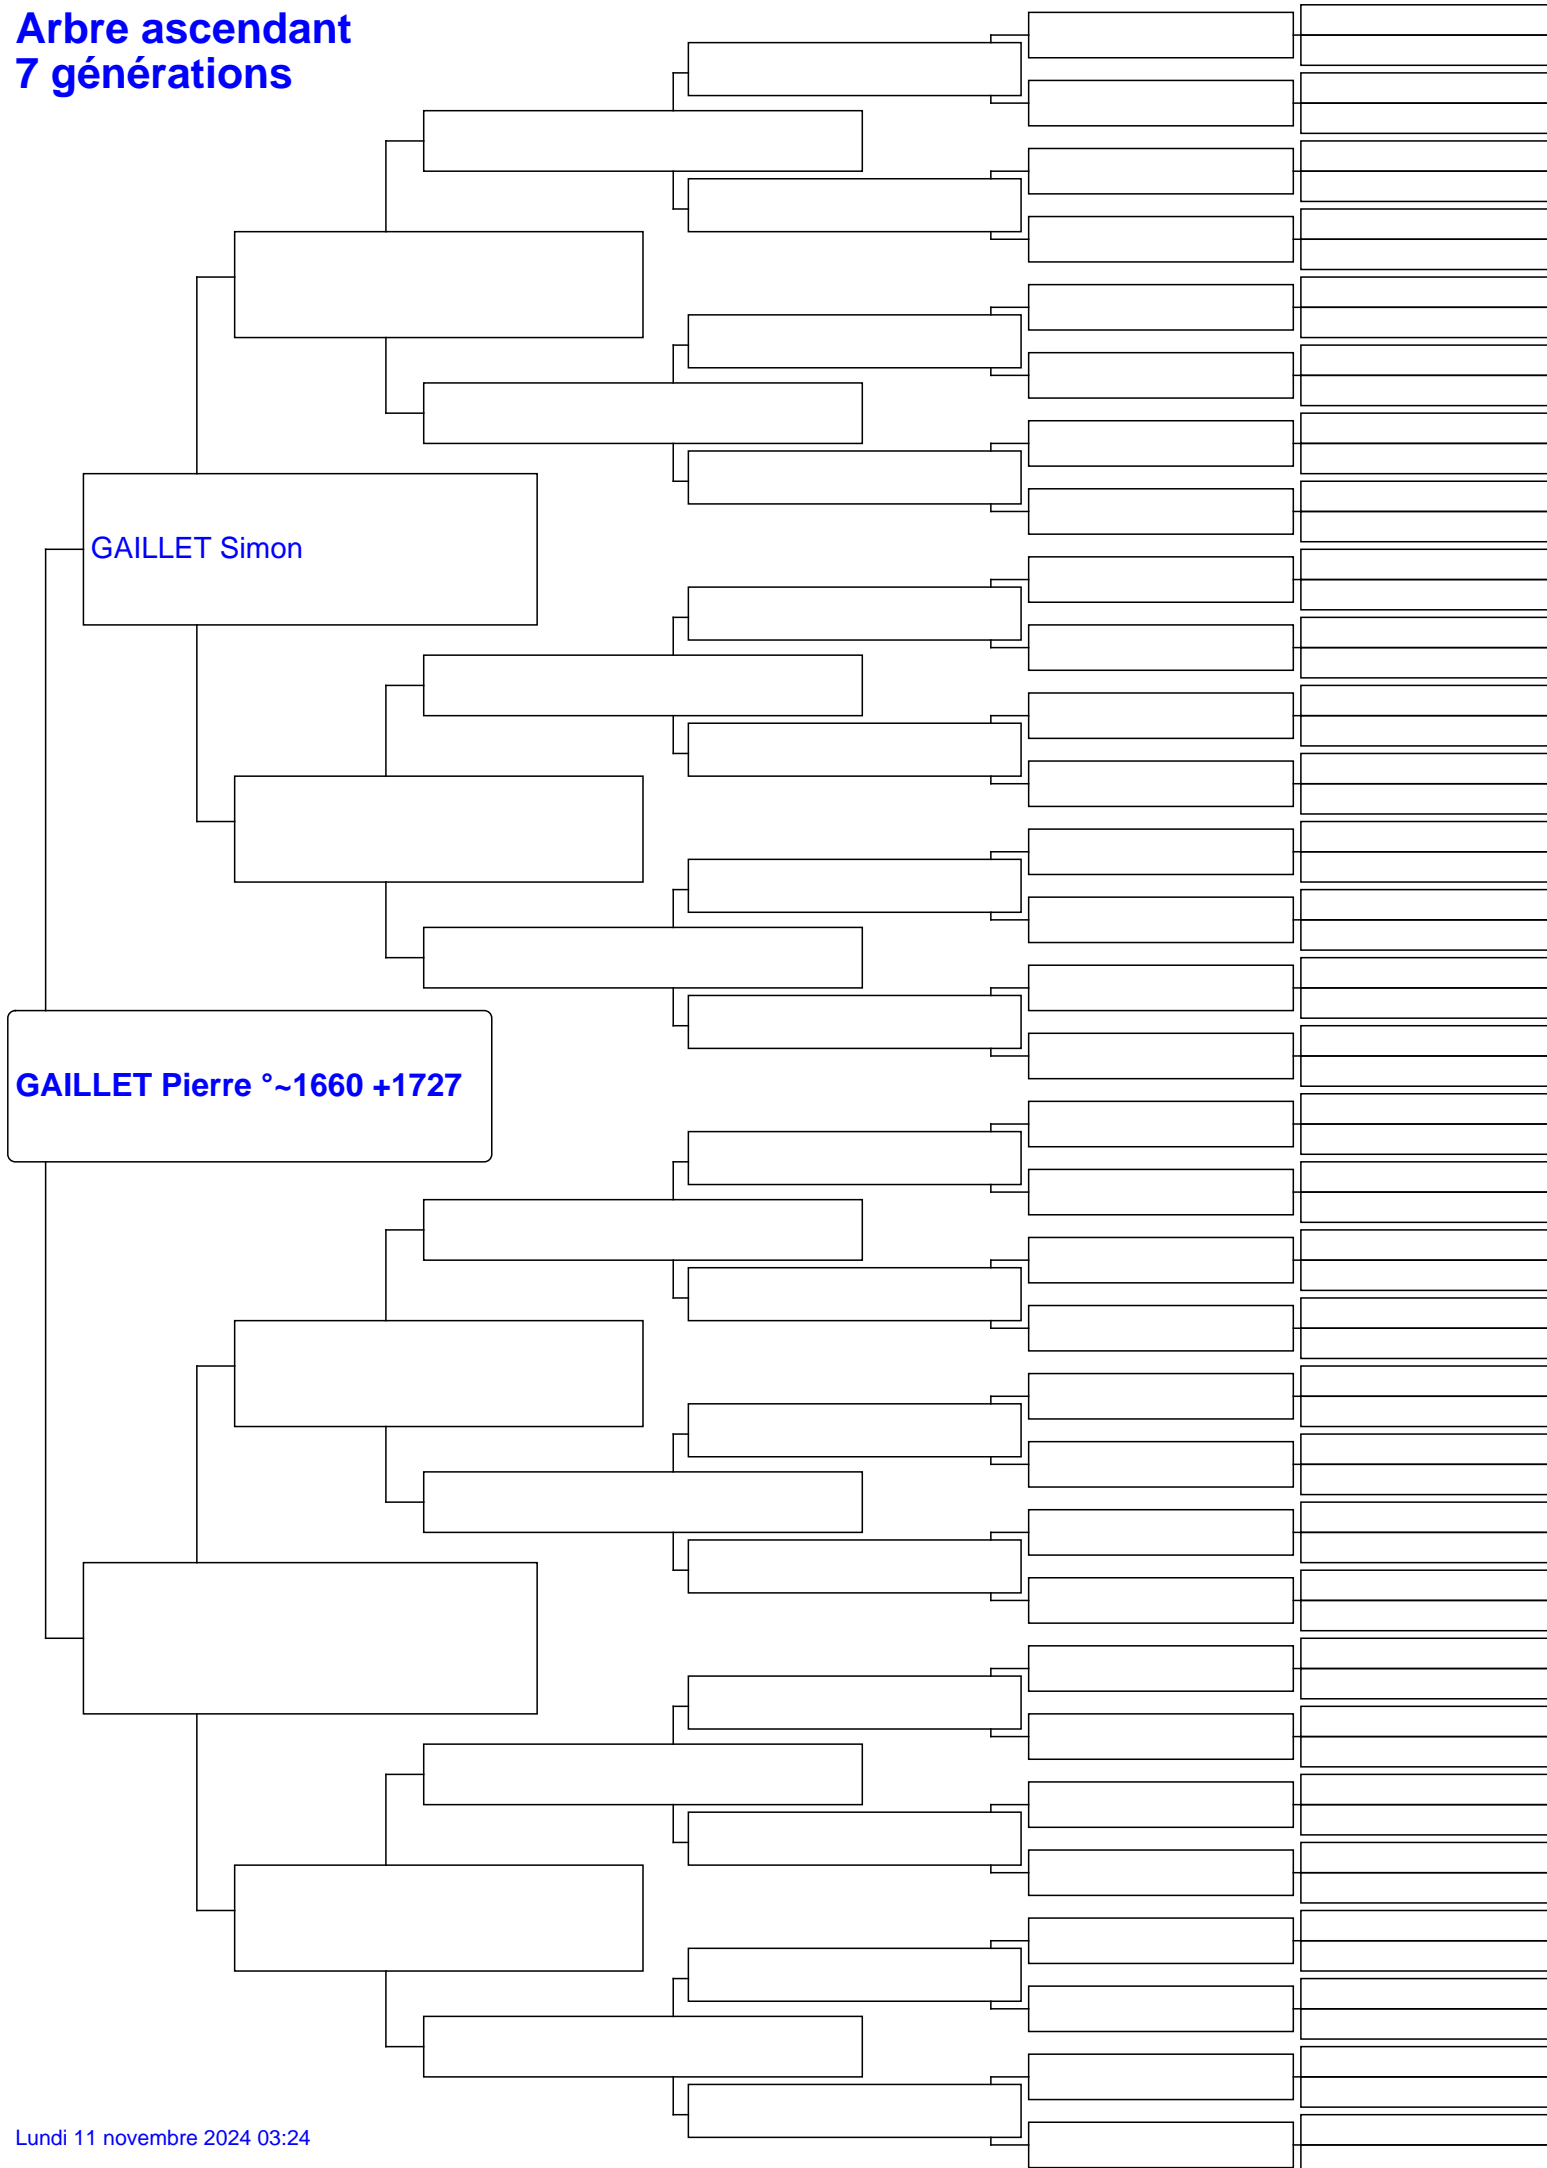 Arbre ascendant
7 générations
GAILLET Simon
GAILLET Pierre °~1660 +1727
Lundi 11 novembre 2024 03:24